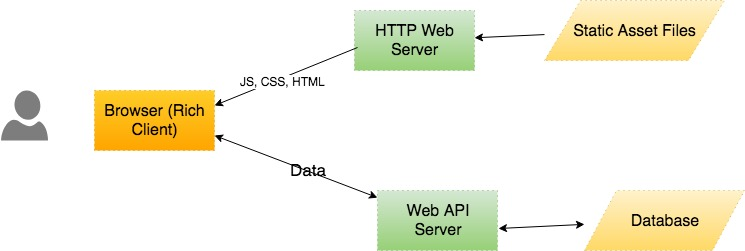 HTTP Web
Server
Static Asset Files
JS, CSS, HTML
Browser (Rich
Client)
Data
Web API
Server
Database